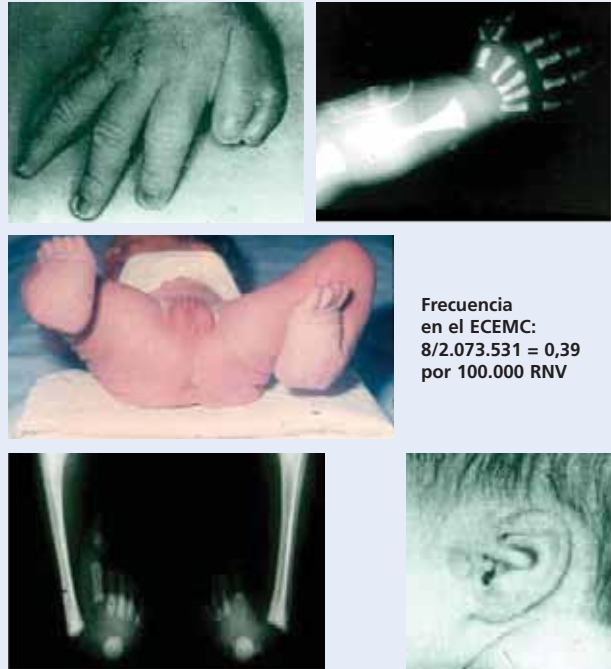 Frecuencia
en el ECEMC:
8/2.073.531 = 0,39
por 100.000 RNV